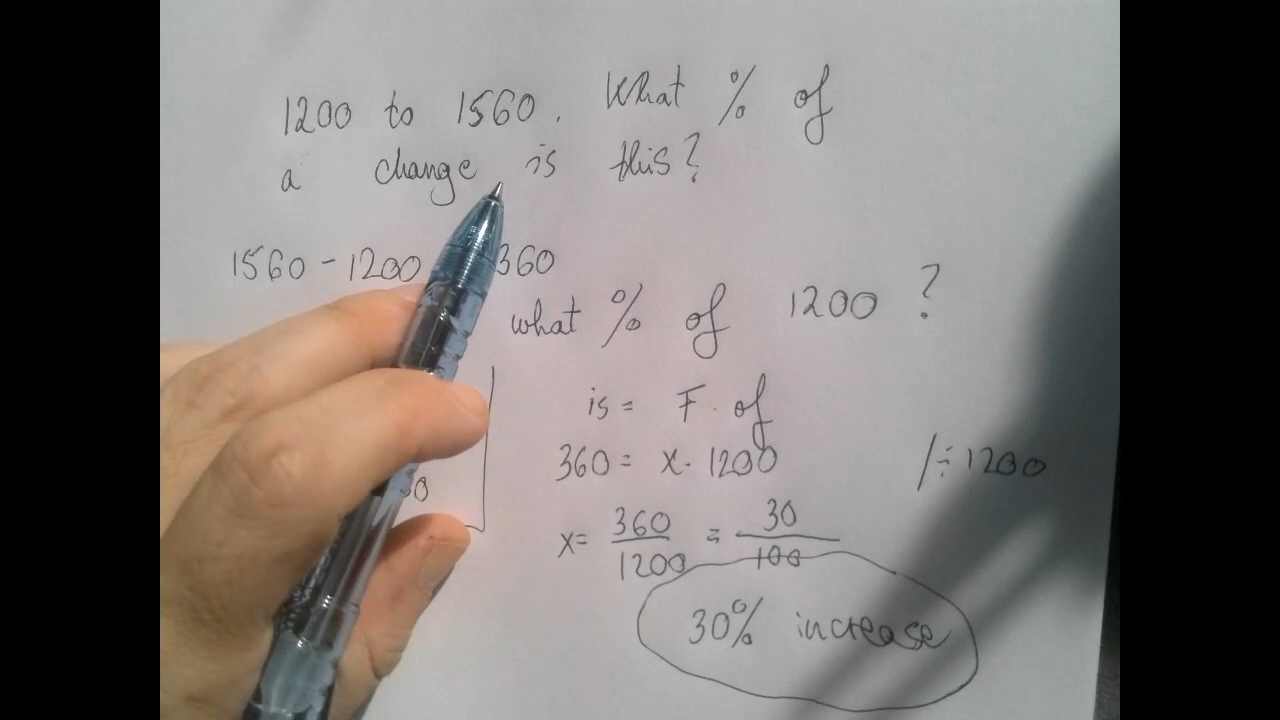 1200 to 1560. What % of
a change is this?
1560 - 1200 360
what % of 1200 ?
is = F · of
360 = x · 1200 /÷ 1200
x = 360/1200 = 30/100
30% increase